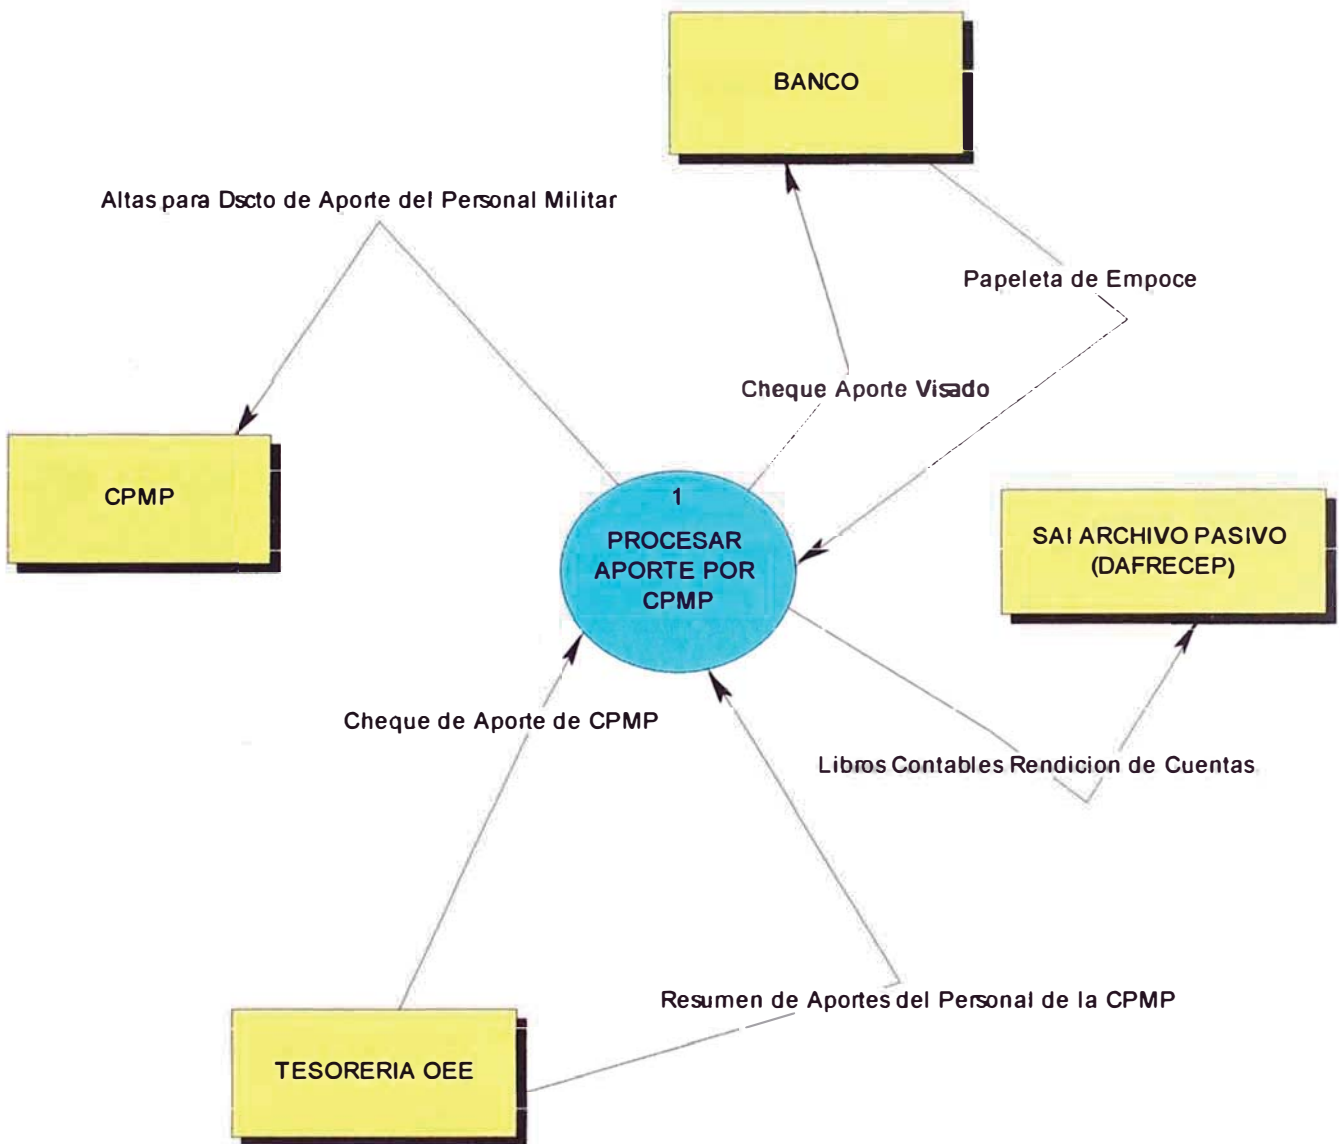 BANCO
Altas para Dscto de Aporte del Personal Militar
Papeleta de Empoce
Cheque Aporte Visado
CPMP
1
PROCESAR
APORTE POR
CPMP
SAI ARCHIVO PASIVO
(DAFRECEP)
Cheque de Aporte de CPMP
Libros Contables Rendicion de Cuentas
Resumen de Aportes del Personal de la CPMP
TESORERIA OEE